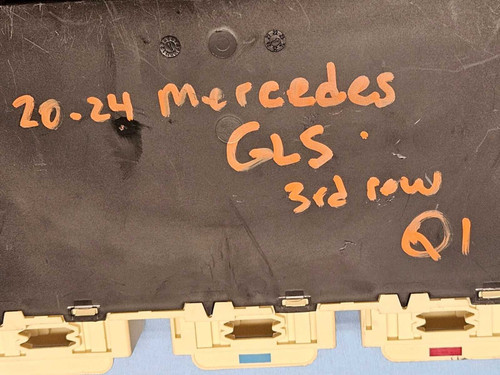 20.24 Mercedes
GLS.
3rd row
Q1